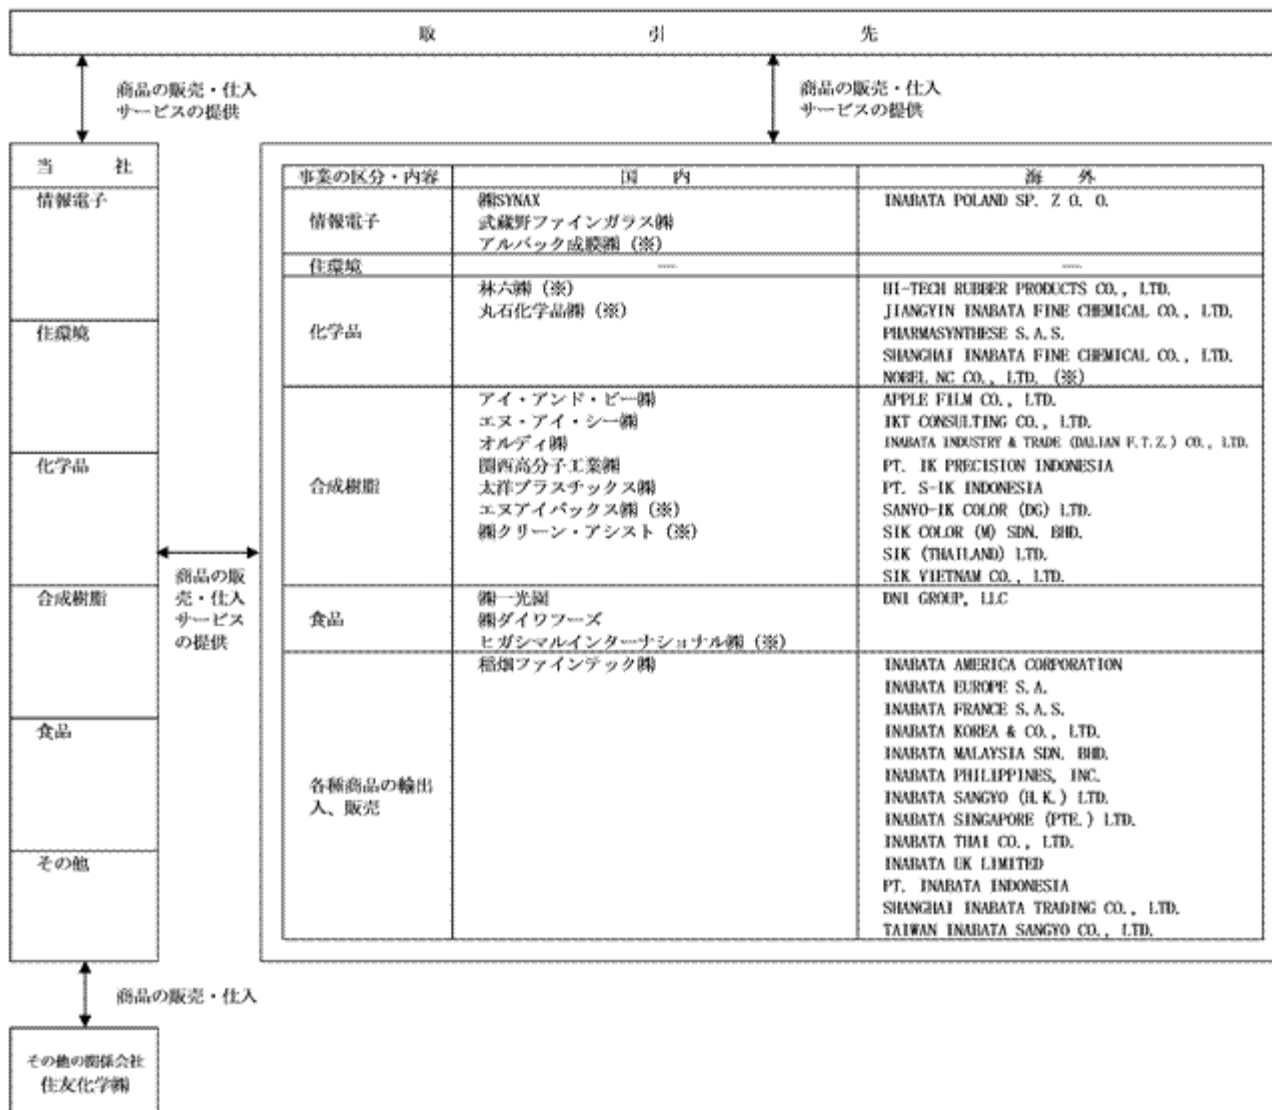 取 引 先
商品の販売・仕入
サービスの提供
商品の販売・仕入
サービスの提供
当 社
情報電子
住環境
化学品
合成樹脂
食品
その他
商品の販
売・仕入
サービス
の提供
事業の区分・内容 国 内 海 外
情報電子
㈱SYNAX
武蔵野ファインガラス㈱
アルバック成膜㈱（※）
INABATA POLAND SP. Z O. O.
住環境 ― ―
化学品
林六㈱（※）
丸石化学品㈱（※）
HI-TECH RUBBER PRODUCTS CO., LTD.
JIANGYIN INABATA FINE CHEMICAL CO., LTD.
PHARMASYNTHESE S.A.S.
SHANGHAI INABATA FINE CHEMICAL CO., LTD.
NOBEL NC CO., LTD. (※)
合成樹脂
アイ・アンド・ピー㈱
エヌ・アイ・シー㈱
オルディ㈱
関西高分子工業㈱
太洋プラスチックス㈱
エヌアイパックス㈱（※）
㈱クリーン・アシスト（※）
APPLE FILM CO., LTD.
IKT CONSULTING CO., LTD.
INABATA INDUSTRY & TRADE (DALIAN F.T.Z.) CO., LTD.
PT. IK PRECISION INDONESIA
PT. S-IK INDONESIA
SANYO-IK COLOR (DG) LTD.
SIK COLOR (M) SDN. BHD.
SIK (THAILAND) LTD.
SIK VIETNAM CO., LTD.
食品
㈱一光園
㈱ダイワフーズ
ヒガシマルインターナショナル㈱（※）
DNI GROUP, LLC
各種商品の輸出
入、販売
稲畑ファインテック㈱
INABATA AMERICA CORPORATION
INABATA EUROPE S.A.
INABATA FRANCE S.A.S.
INABATA KOREA & CO., LTD.
INABATA MALAYSIA SDN. BHD.
INABATA PHILIPPINES, INC.
INABATA SANGYO (H.K.) LTD.
INABATA SINGAPORE (PTE.) LTD.
INABATA THAI CO., LTD.
INABATA UK LIMITED
PT. INABATA INDONESIA
SHANGHAI INABATA TRADING CO., LTD.
TAIWAN INABATA SANGYO CO., LTD.
商品の販売・仕入
その他の関係会社
住友化学㈱